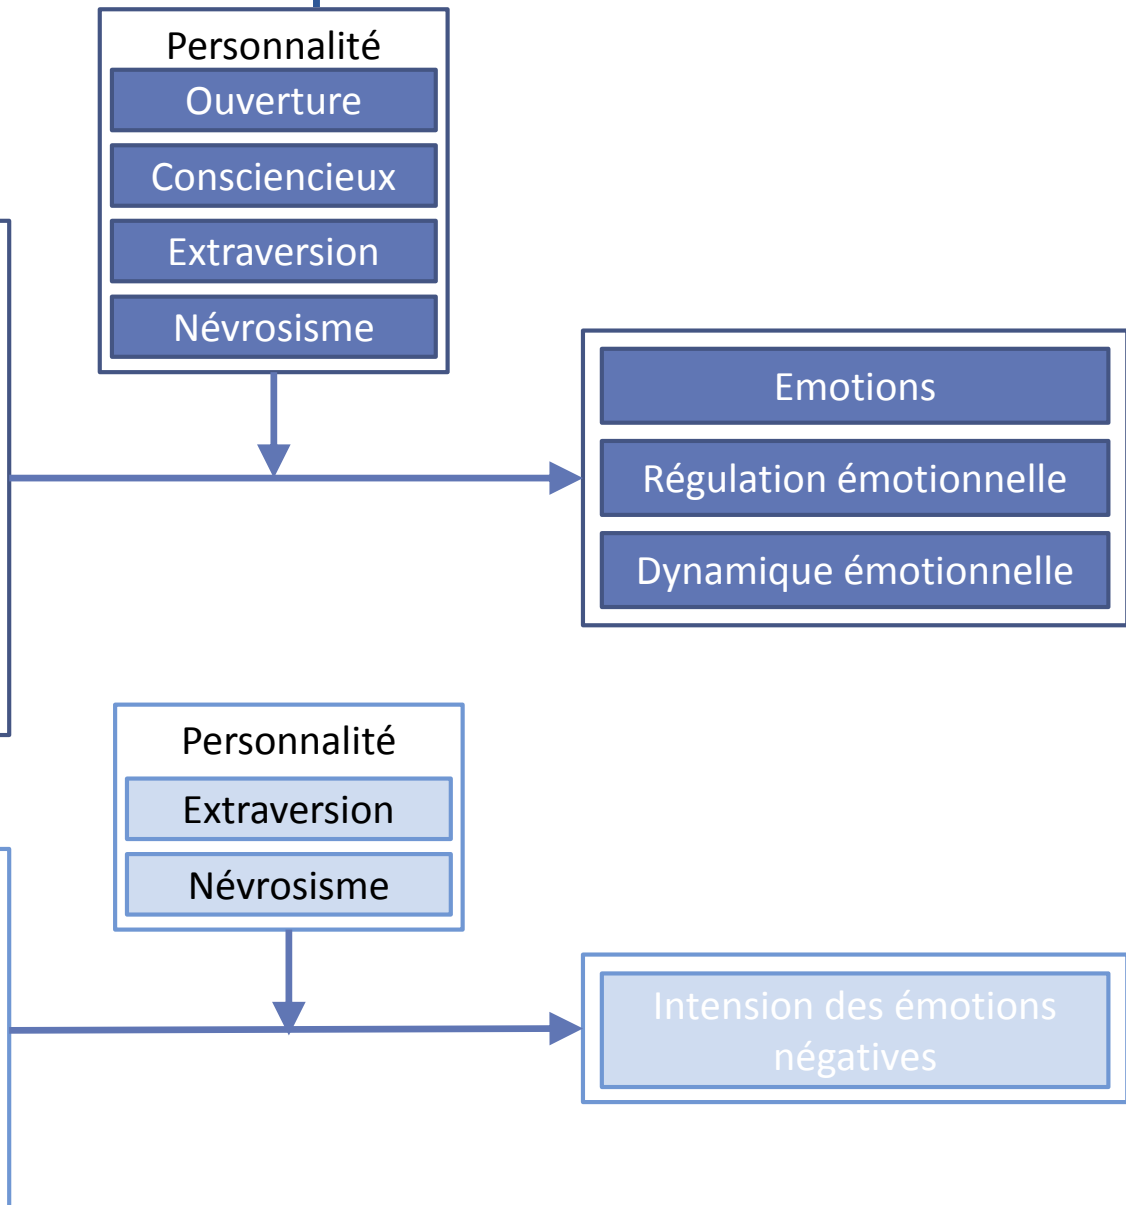 Personnalité
Ouverture
Consciencieux
Extraversion
Névrosisme
Emotions
Régulation émotionnelle
Dynamique émotionnelle
Personnalité
Extraversion
Névrosisme
Intension des émotions
négatives